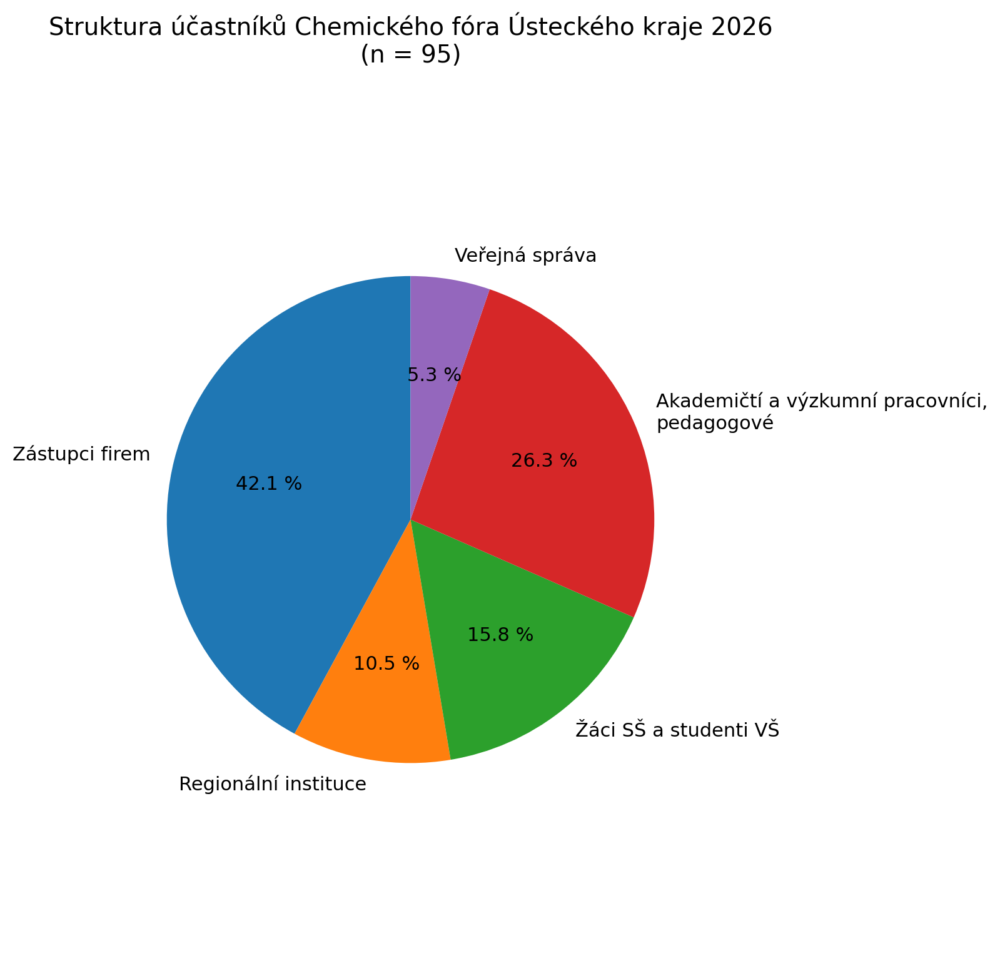 Struktura účastníků Chemického fóra Ústeckého kraje 2026
(n = 95)
Veřejná správa
5.3 %
Akademičtí a výzkumní pracovníci,
pedagogové
26.3 %
Zástupci firem
42.1 %
15.8 %
10.5 %
Žáci SŠ a studenti VŠ
Regionální instituce